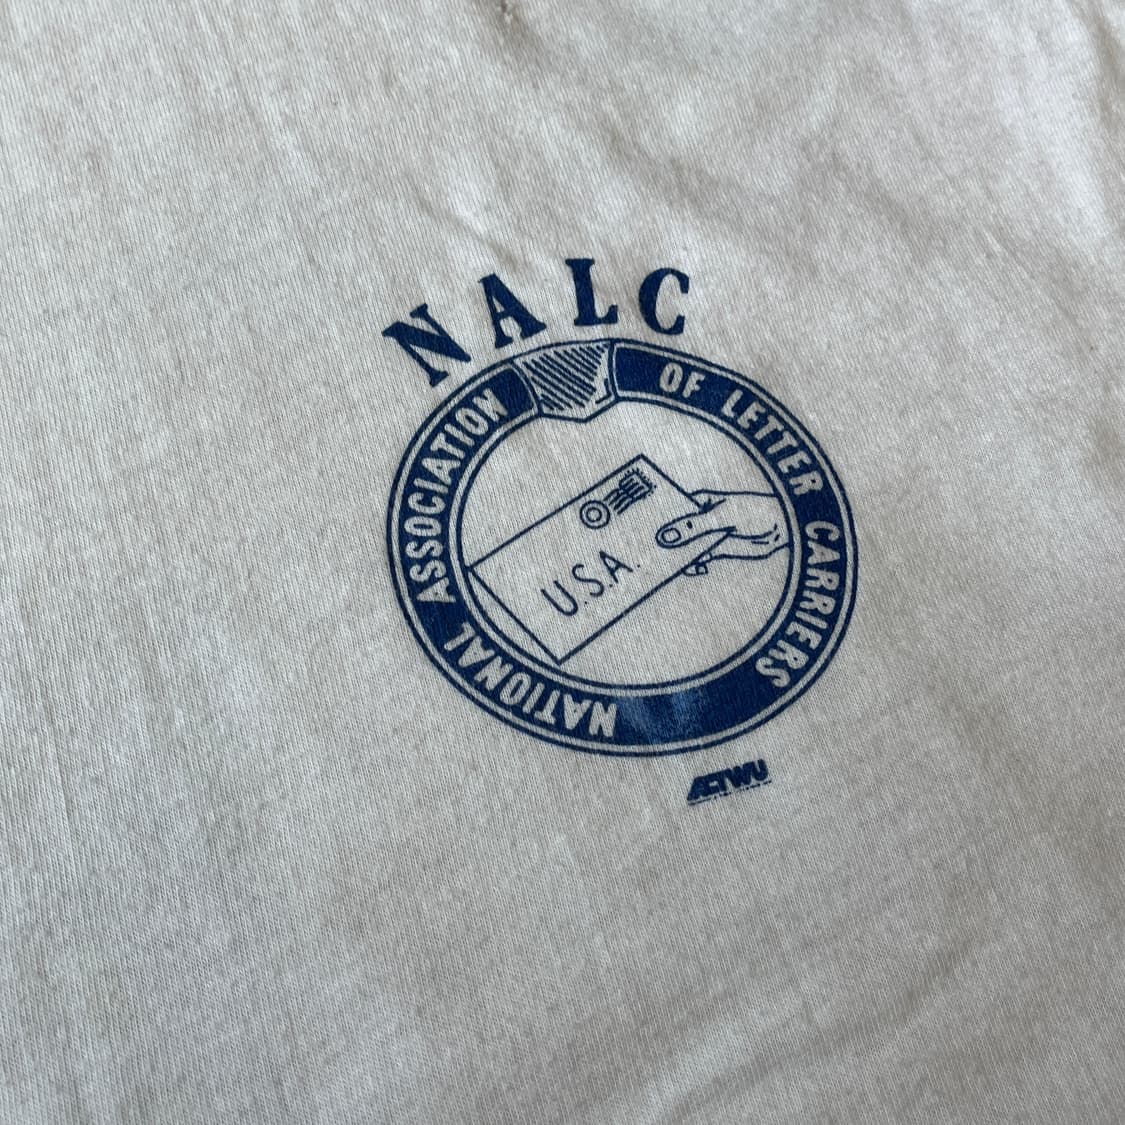 NALC
NATIONAL ASSOCIATION OF LETTER CARRIERS
U.S.A.
ACTWU